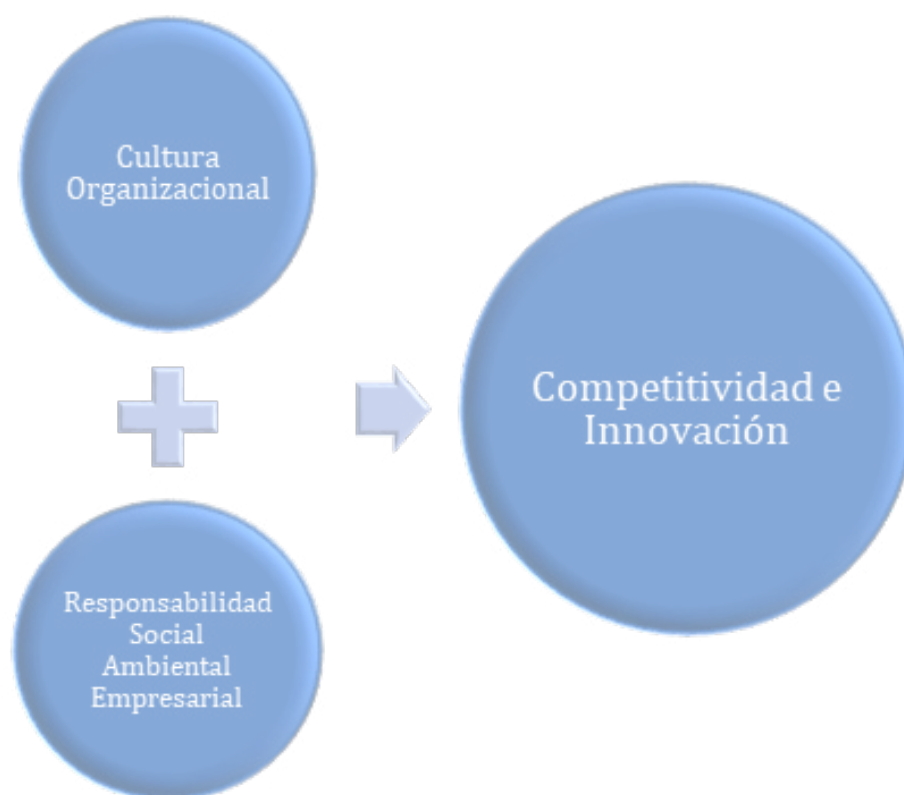 Cultura
Organizacional
Responsabilidad
Social
Ambiental
Empresarial
Competitividad e
Innovación